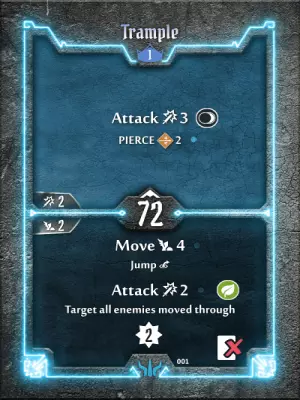 Trample
1
Attack 3
PIERCE 2
2
72
2
Move 4
Jump
Attack 2
Target all enemies moved through
2
001